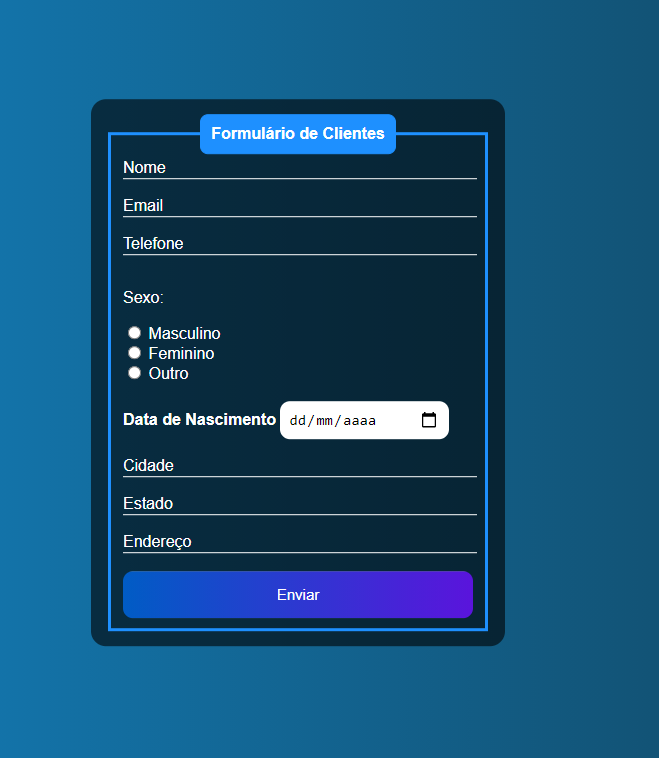 Formulário de Clientes
Nome
Email
Telefone
Sexo:
Masculino
Feminino
Outro
Data de Nascimento dd/mm/aaaa
Cidade
Estado
Endereço
Enviar